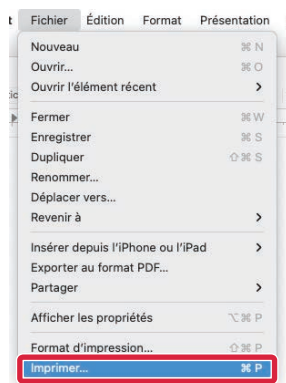 t Fichier Édition Format Présentation
Nouveau ⌘ N
Ouvrir... ⌘ O
Ouvrir l'élément récent >
Fermer ⌘ W
Enregistrer ⌘ S
Dupliquer ⇧ ⌘ S
Renommer...
Déplacer vers...
Revenir à >
Insérer depuis l'iPhone ou l'iPad >
Exporter au format PDF...
Partager >
Afficher les propriétés ⌥ ⌘ P
Format d'impression... ⇧ ⌘ P
Imprimer... ⌘ P